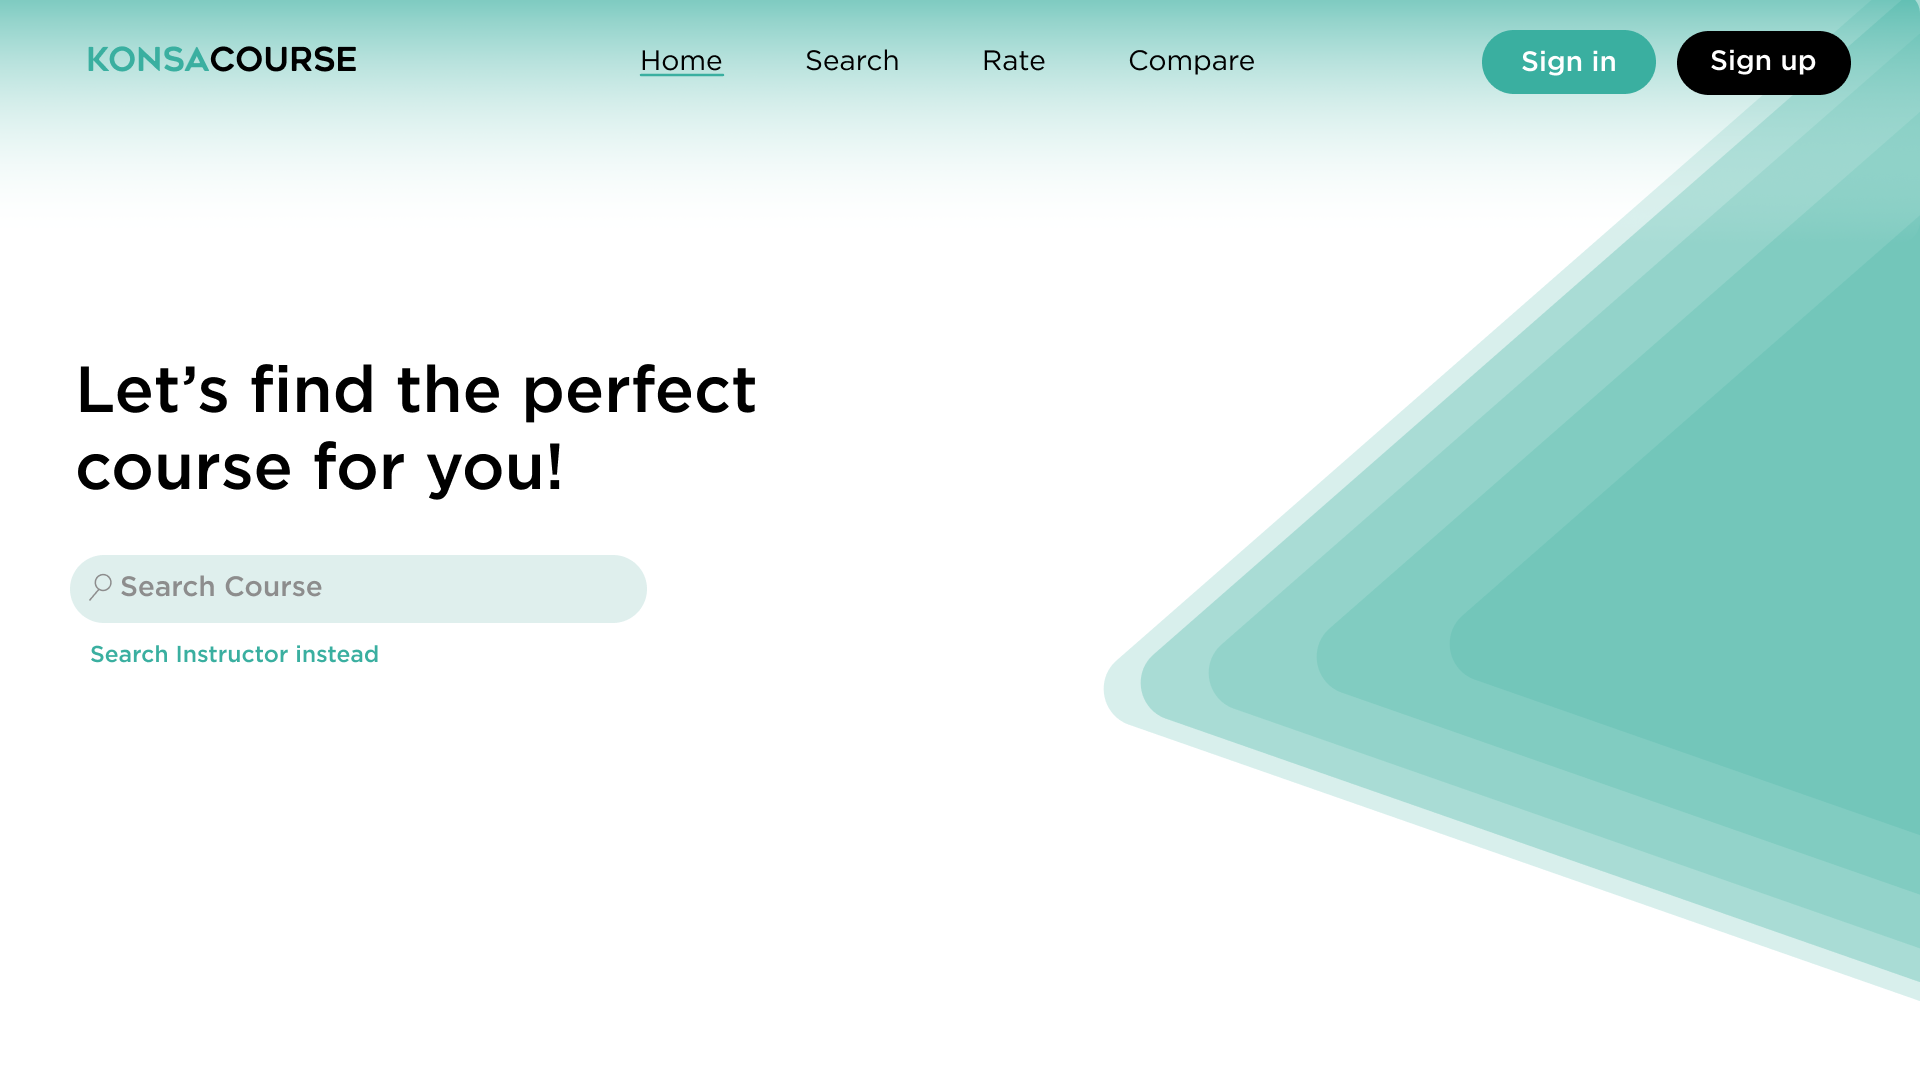 KONSACOURSE
Home
Search
Rate
Compare
Sign in
Sign up
Let’s find the perfect
course for you!
Search Course
Search Instructor instead